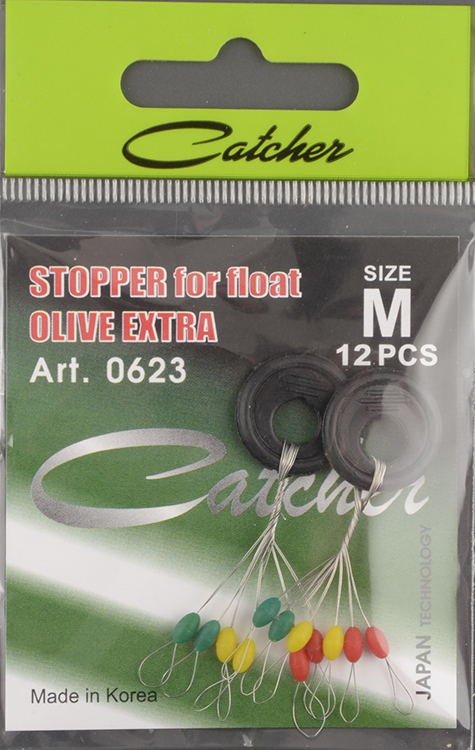 Catcher
STOPPER for float
OLIVE EXTRA
Art. 0623
SIZE
M
12 PCS
Catcher
JAPAN TECHNOLOGY
Made in Korea